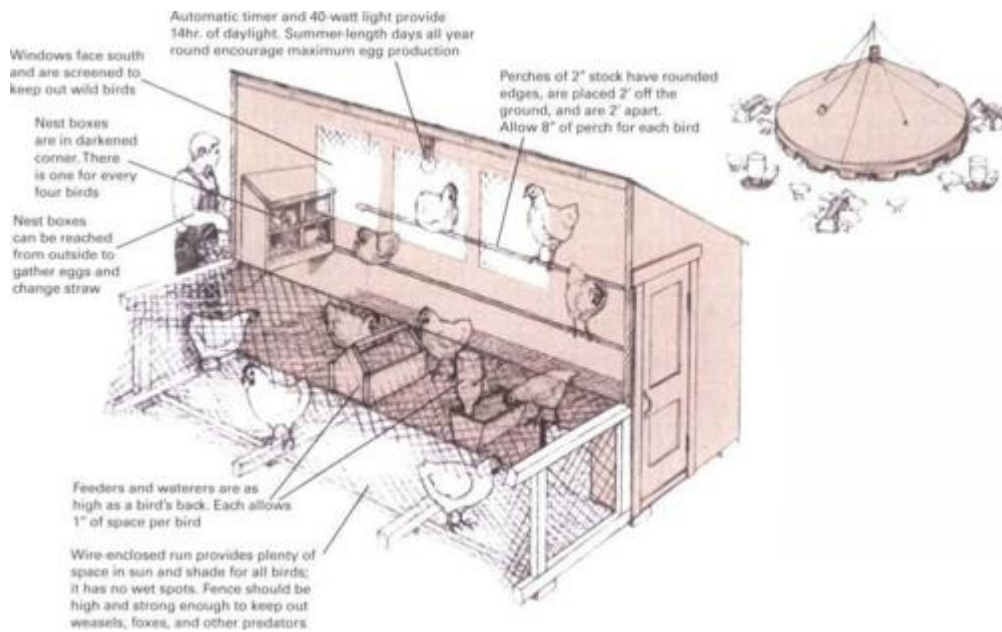 Automatic timer and 40-watt light provide
14hr. of daylight. Summer-length days all year
round encourage maximum egg production
Windows face south
and are screened to
keep out wild birds
Perches of 2" stock have rounded
edges, are placed 2' off the
ground, and are 2' apart.
Allow 8" of perch for each bird
Nest boxes
are in darkened
corner. There
is one for every
four birds
Nest boxes
can be reached
from outside to
gather eggs and
change straw
Feeders and waterers are as
high as a bird's back. Each allows
1" of space per bird
Wire-enclosed run provides plenty of
space in sun and shade for all birds;
it has no wet spots. Fence should be
high and strong enough to keep out
weasels, foxes, and other predators